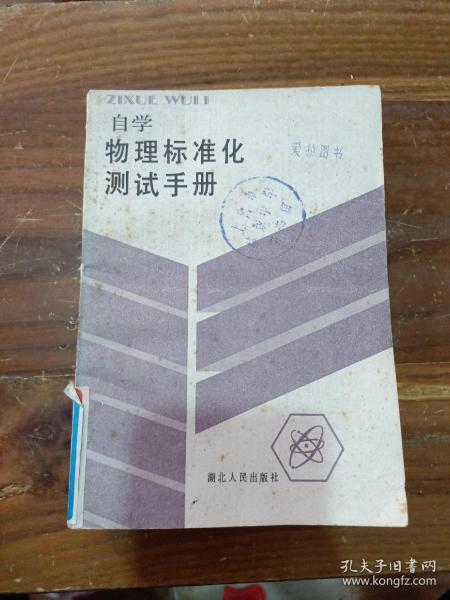 ZIXUE WULI
自学
物理标准化
测试手册
爱护图书
湖北人民出版社
孔夫子旧书网
www.kongfz.com